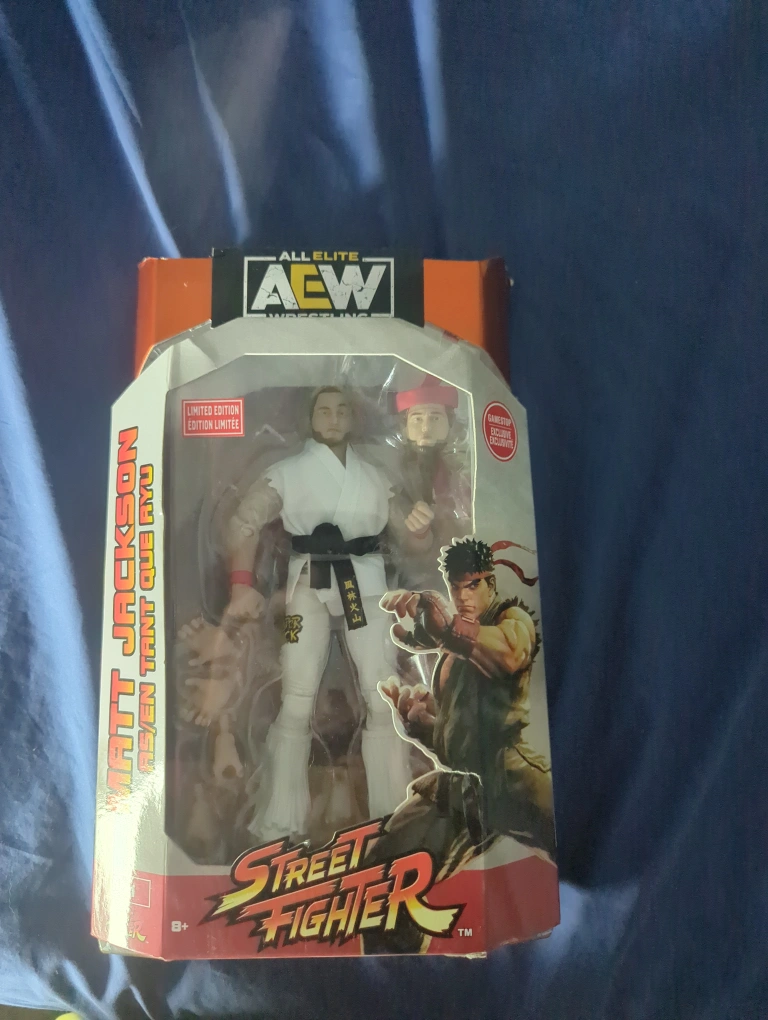 ALL ELITE
AEW
WRESTLING
LIMITED EDITION
ÉDITION LIMITÉE
GAMESTOP
EXCLUSIVE
EXCLUSIVITÉ
MATT JACKSON
AS/EN TANT QUE RYU
風林火山
STREET
FIGHTER
TM
8+